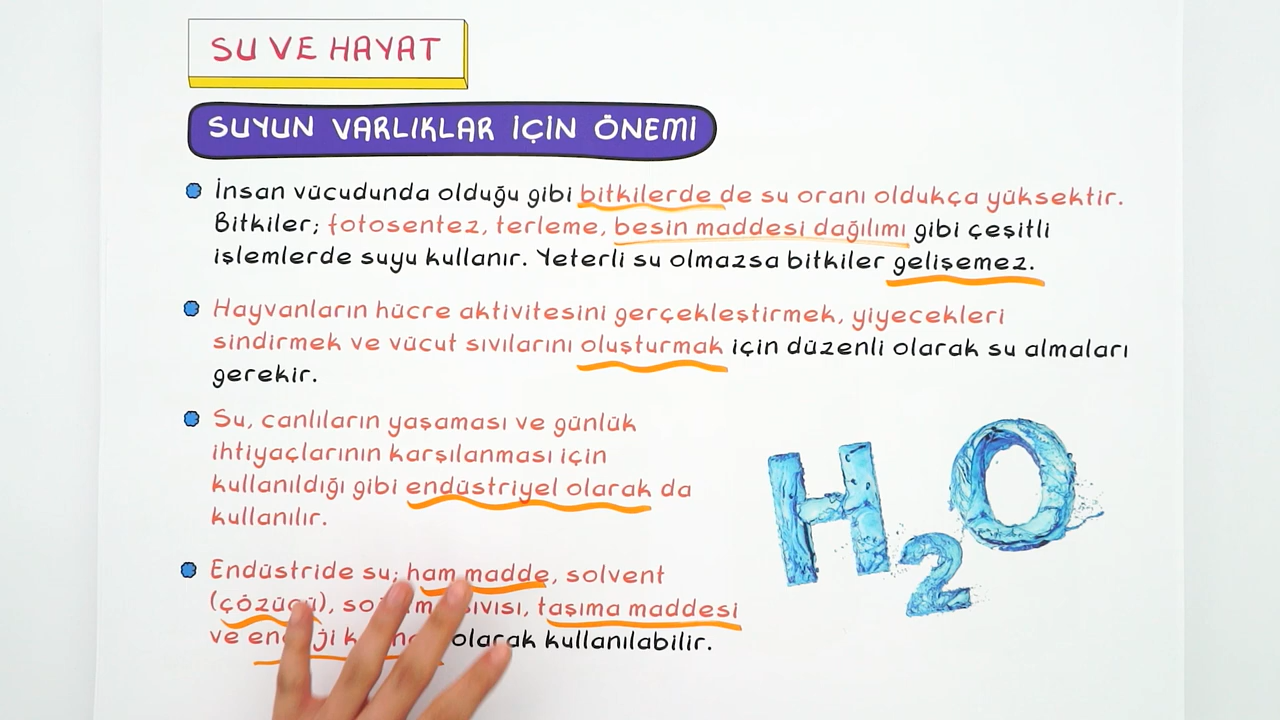 SU VE HAYAT
SUYUN VARLIKLAR İÇİN ÖNEMİ
İnsan vücudunda olduğu gibi bitkilerde de su oranı oldukça yüksektir.
Bitkiler; fotosentez, terleme, besin maddesi dağılımı gibi çeşitli
işlemlerde suyu kullanır. Yeterli su olmazsa bitkiler gelişemez.
Hayvanların hücre aktivitesini gerçekleştirmek, yiyecekleri
sindirmek ve vücut sıvılarını oluşturmak için düzenli olarak su almaları
gerekir.
Su, canlıların yaşaması ve günlük
ihtiyaçlarının karşılanması için
kullanıldığı gibi endüstriyel olarak da
kullanılır.
H2O
Endüstride su; ham madde, solvent
(çözücü), sıvısı, taşıma maddesi
ve olarak kullanılabilir.